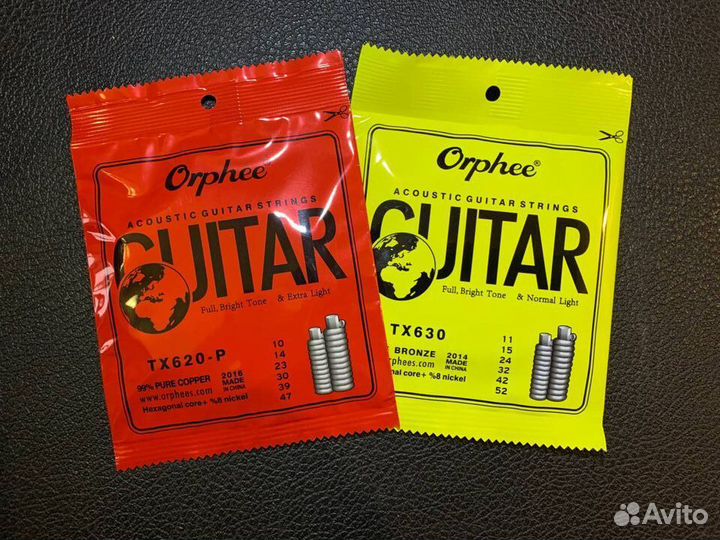 Orphee®
ACOUSTIC GUITAR STRINGS
GUITAR
Full, Bright Tone & Extra Light
TX620-P
99% PURE COPPER
www.orphees.com
Hexagonal core+ %8 nickel
2016
MADE
IN CHINA
10
14
23
30
39
47
Orphee®
ACOUSTIC GUITAR STRINGS
GUITAR
Full, Bright Tone & Normal Light
TX630
BRONZE
orphees.com
core+ %8 nickel
2014
MADE
IN CHINA
11
15
24
32
42
52
Avito